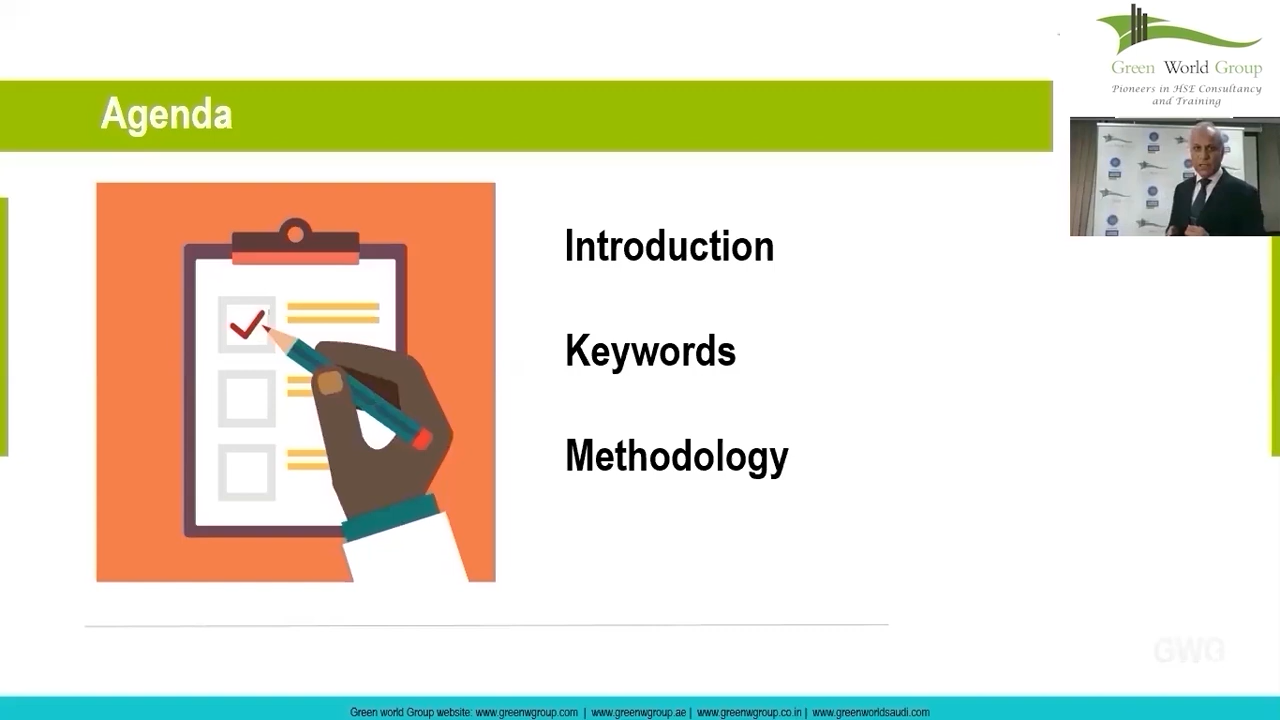 Agenda
Green World Group
Pioneers in HSE Consultancy
and Training
Introduction
Keywords
Methodology
GWG
Green world Group website: www.greenwgroup.com | www.greenwgroup.ae | www.greenwgroup.co.in | www.greenworldsaudi.com